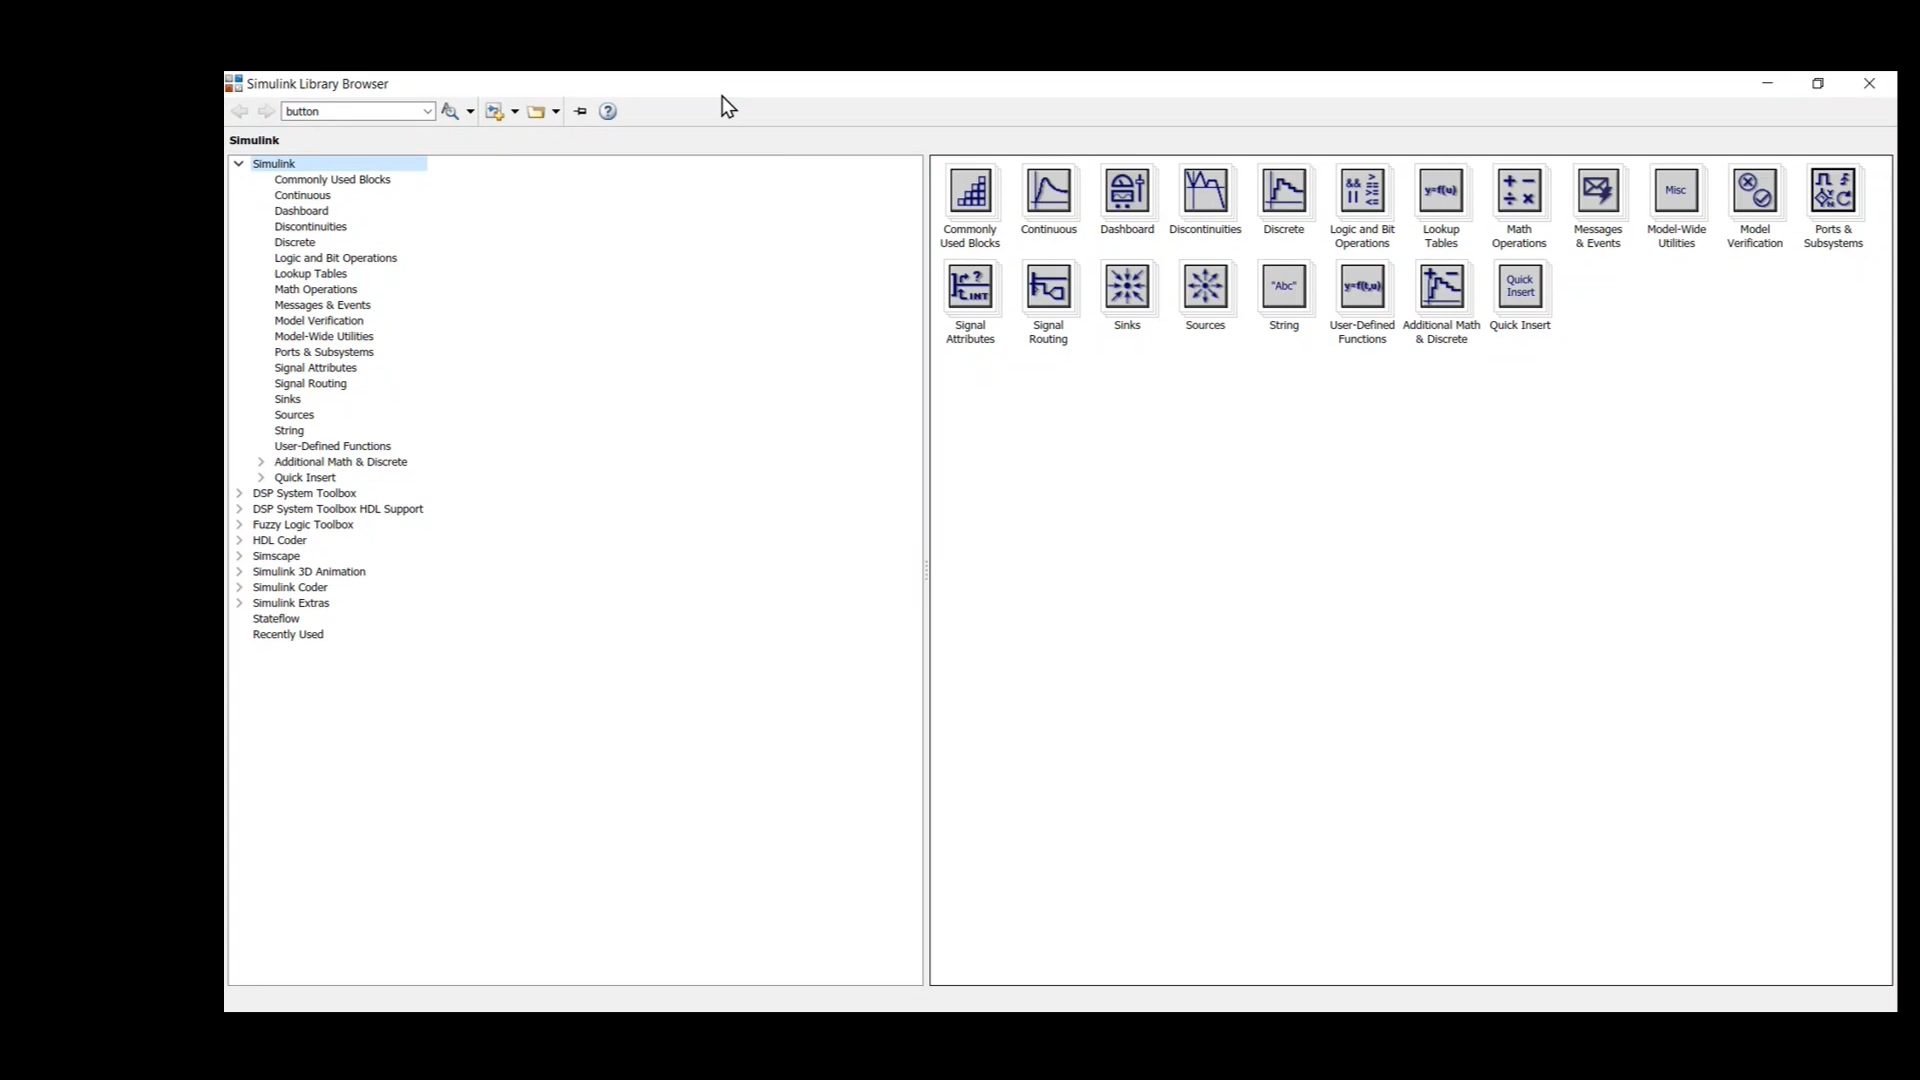 Simulink Library Browser
button
Simulink
Simulink
Commonly Used Blocks
Continuous
Dashboard
Discontinuities
Discrete
Logic and Bit Operations
Lookup Tables
Math Operations
Messages & Events
Model Verification
Model-Wide Utilities
Ports & Subsystems
Signal Attributes
Signal Routing
Sinks
Sources
String
User-Defined Functions
Additional Math & Discrete
Quick Insert
DSP System Toolbox
DSP System Toolbox HDL Support
Fuzzy Logic Toolbox
HDL Coder
Simscape
Simulink 3D Animation
Simulink Coder
Simulink Extras
Stateflow
Recently Used
&& > ==
|| >= <=
y=f(u)
+ −
÷ ×
Misc
Commonly Continuous Dashboard Discontinuities Discrete Logic and Bit Lookup Math Messages Model-Wide Model Ports &
Used Blocks Operations Tables Operations & Events Utilities Verification Subsystems
? INT
"Abc"
y=f(t,u)
+ −
Quick
Insert
Signal Signal Sinks Sources String User-Defined Additional Math Quick Insert
Attributes Routing Functions & Discrete